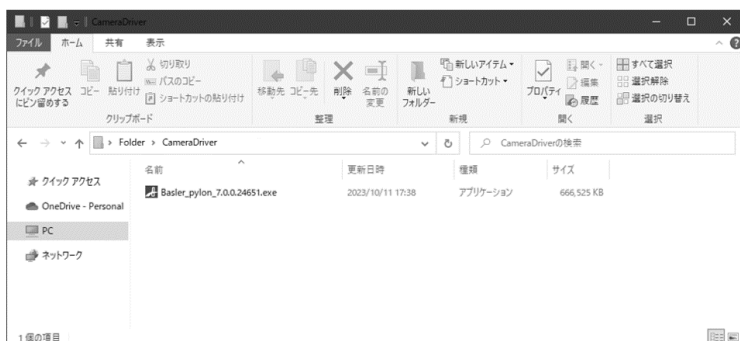 CameraDriver
ファイル ホーム 共有 表示
クイック アクセスにピン留めする
コピー
貼り付け
切り取り
パスのコピー
ショートカットの貼り付け
クリップボード
移動先
コピー先
削除
名前の変更
整理
新しいフォルダー
新しいアイテム
ショートカット
新規
プロパティ
開く
編集
履歴
開く
すべて選択
選択解除
選択の切り替え
選択
Folder > CameraDriver
CameraDriverの検索
名前 更新日時 種類 サイズ
Basler_pylon_7.0.0.24651.exe 2023/10/11 17:38 アプリケーション 666,525 KB
クイック アクセス
OneDrive - Personal
PC
ネットワーク
1 個の項目